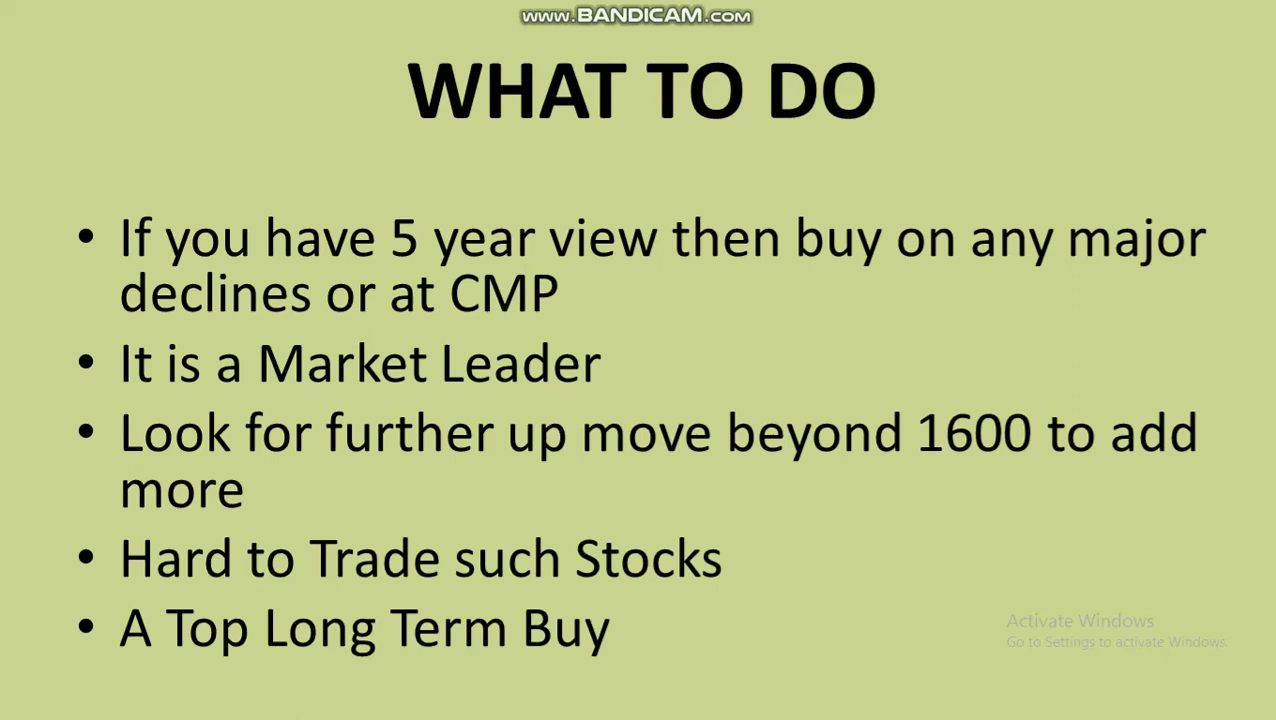 www.BANDICAM.com
WHAT TO DO
• If you have 5 year view then buy on any major
declines or at CMP
• It is a Market Leader
• Look for further up move beyond 1600 to add
more
• Hard to Trade such Stocks
• A Top Long Term Buy
Activate Windows
Go to Settings to activate Windows.